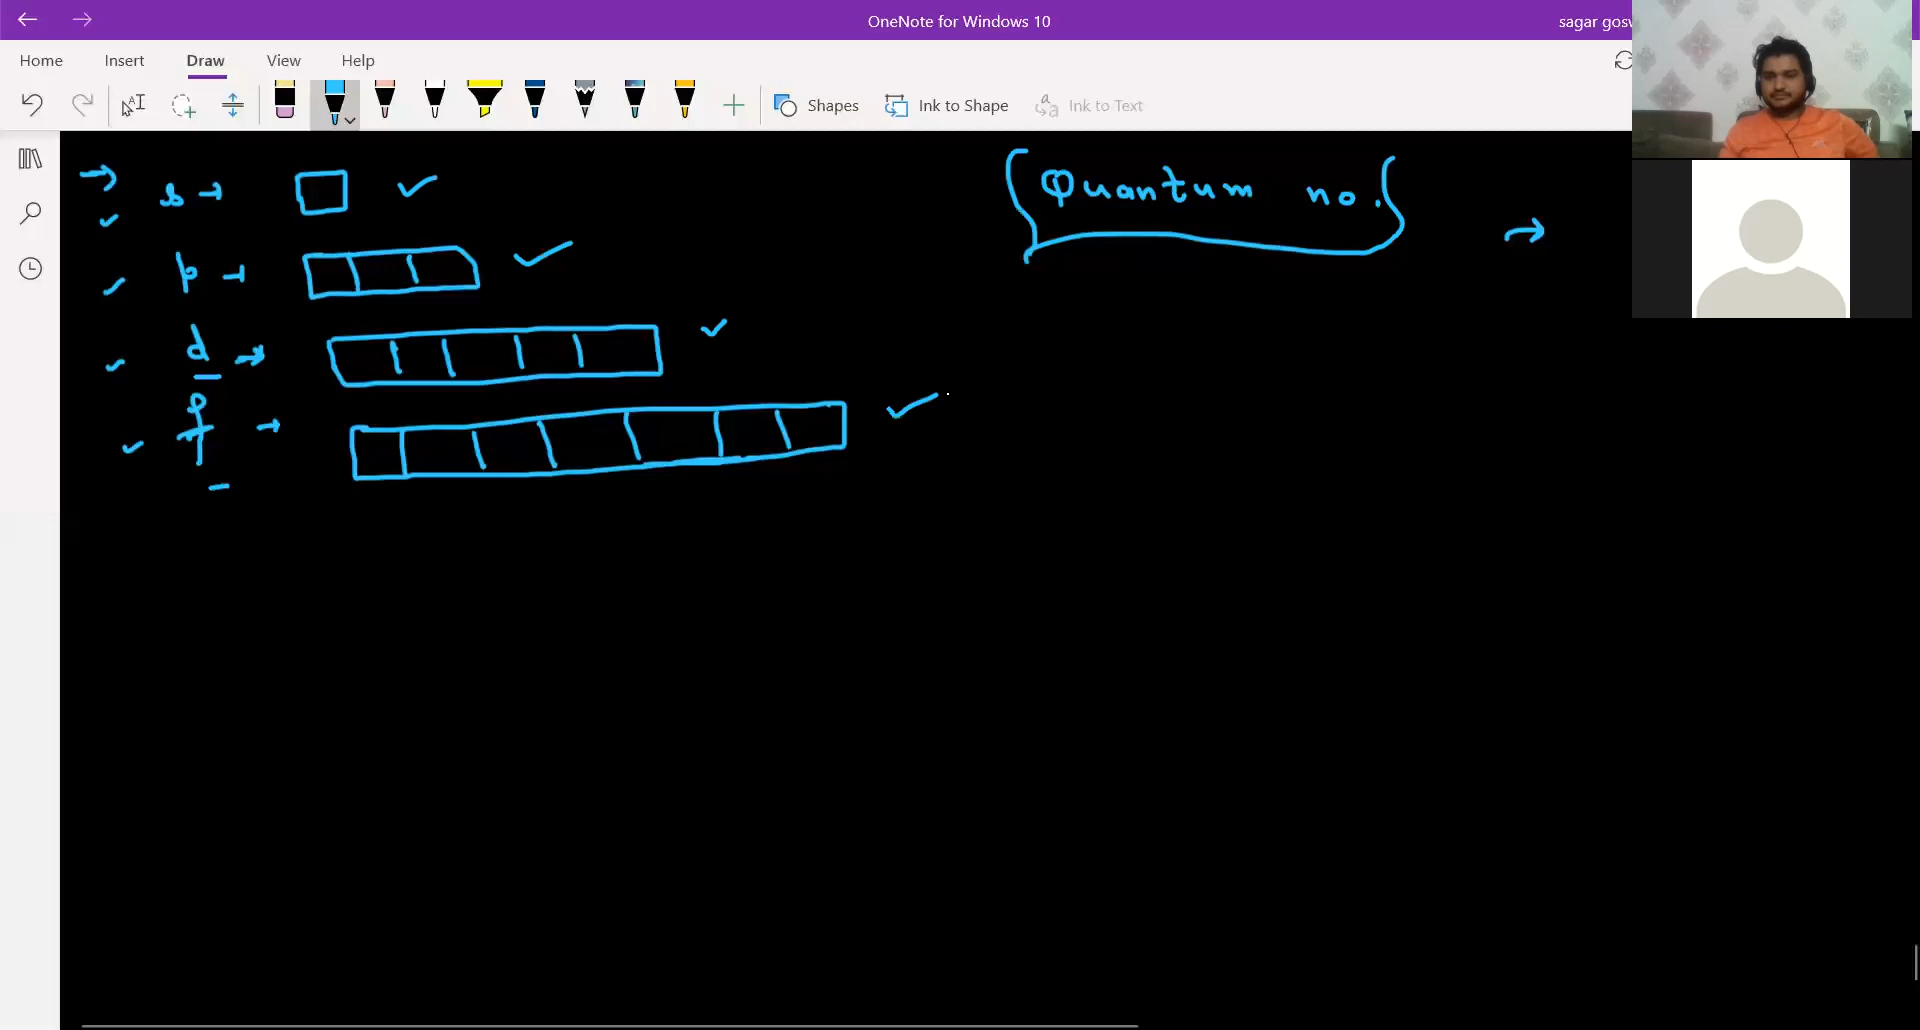 OneNote for Windows 10
sagar gosw
Home Insert Draw View Help
Shapes Ink to Shape Ink to Text
s →
p →
d →
f →
Quantum no.
→